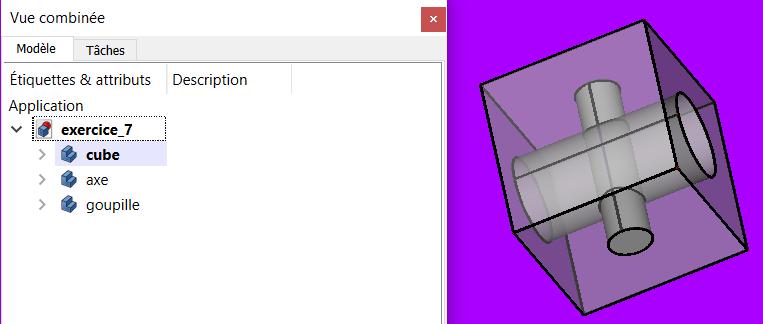 Vue combinée
×
Modèle Tâches
Étiquettes & attributs Description
Application
exercice_7
cube
axe
goupille